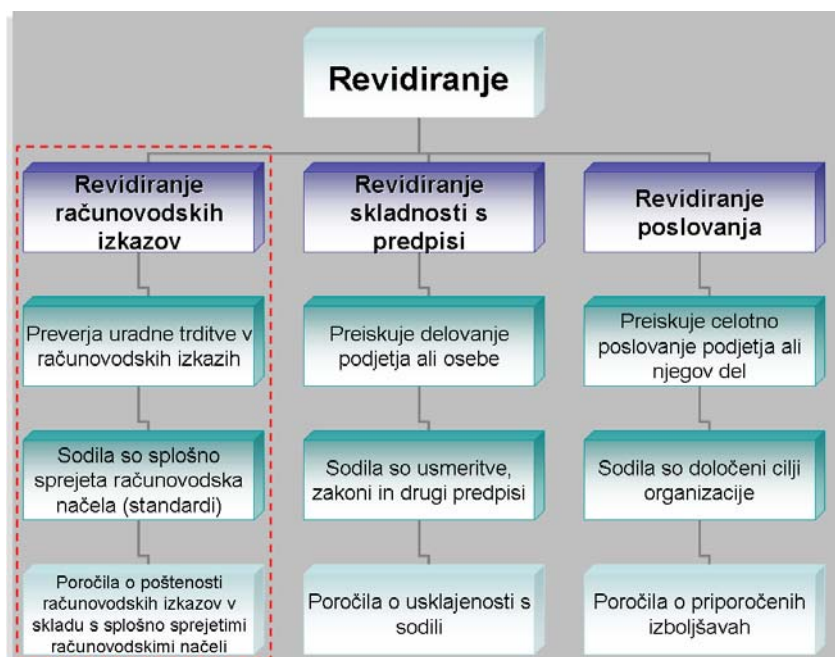 Revidiranje
Revidiranje
računovodskih
izkazov
Preverja uradne trditve v
računovodskih izkazih
Sodila so splošno
sprejeta računovodska
načela (standardi)
Poročila o poštenosti
računovodskih izkazov v
skladu s splošno sprejetimi
računovodskimi načeli
Revidiranje
skladnosti s
predpisi
Preiskuje delovanje
podjetja ali osebe
Sodila so usmeritve,
zakoni in drugi predpisi
Poročila o usklajenosti s
sodili
Revidiranje
poslovanja
Preiskuje celotno
poslovanje podjetja ali
njegov del
Sodila so določeni cilji
organizacije
Poročila o priporočenih
izboljšavah